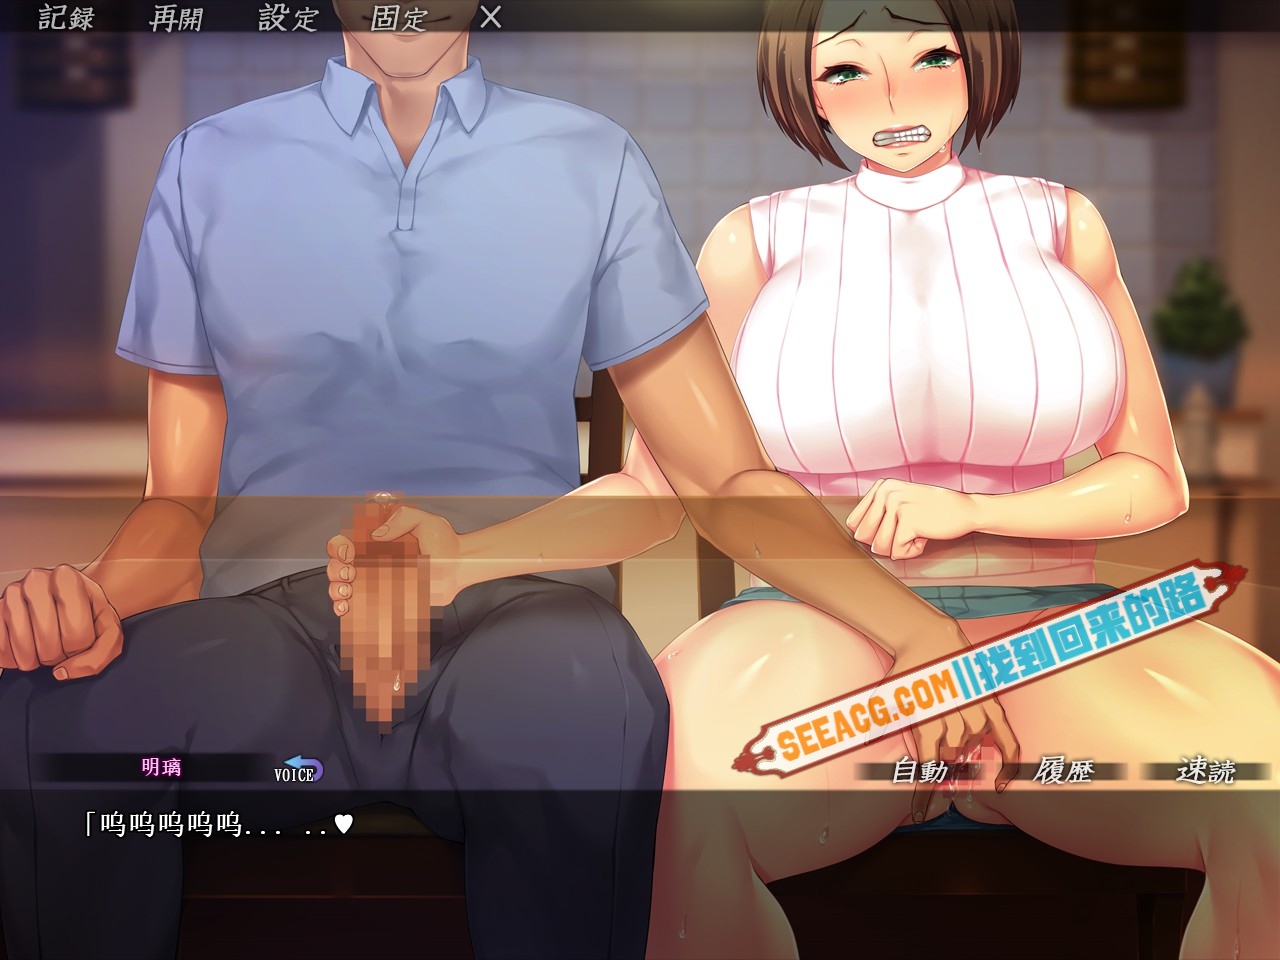 記録 再開 設定 固定 X
SEEACG.COM||找到回来的路
明璃
VOICE
自動 履歴 速読
「呜呜呜呜呜... ..♥